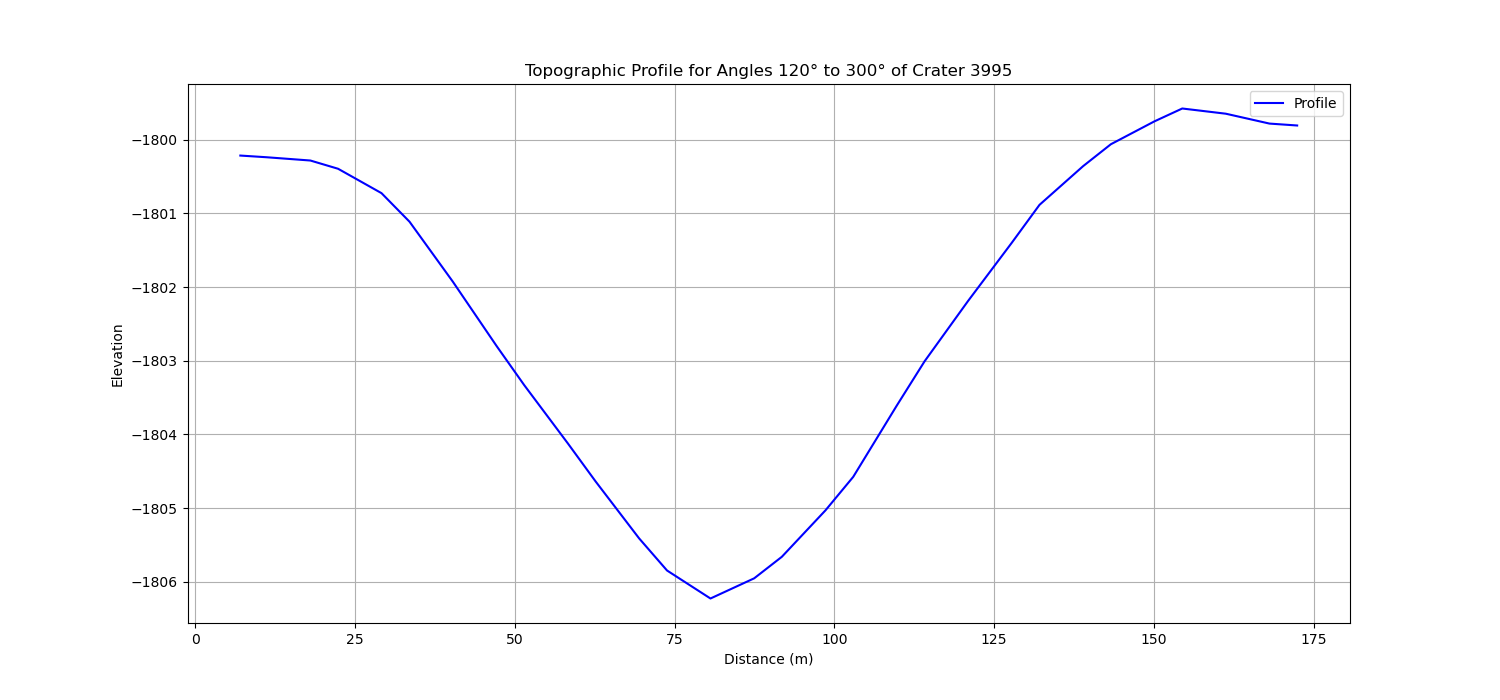 Topographic Profile for Angles 120° to 300° of Crater 3995
Profile
−1800
−1801
−1802
−1803
−1804
−1805
−1806
Elevation
0 25 50 75 100 125 150 175
Distance (m)